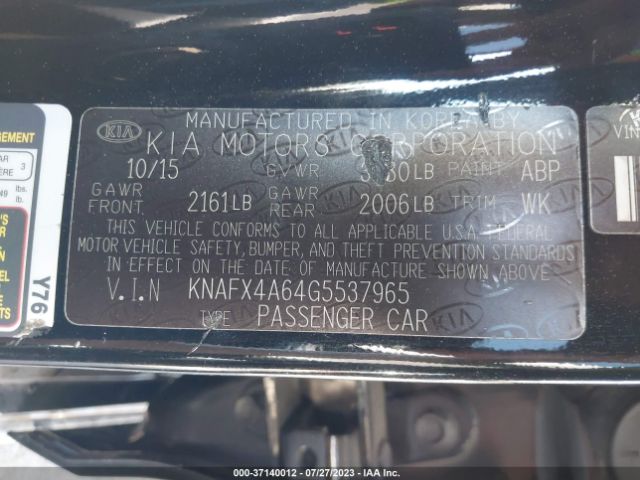 MANUFACTURED IN KOREA BY
KIA KIA MOTORS CORPORATION
10/15 GVWR LB PAINT ABP
GAWR FRONT 2161LB GAWR REAR 2006LB TRIM WK
THIS VEHICLE CONFORMS TO ALL APPLICABLE U.S.A FEDERAL
MOTOR VEHICLE SAFETY, BUMPER, AND THEFT PREVENTION STANDARDS
IN EFFECT ON THE DATE OF MANUFACTURE SHOWN ABOVE
V.I.N KNAFX4A64G5537965
TYPE PASSENGER CAR
Y76
VIN
000-37140012 - 07/27/2023 - IAA Inc.